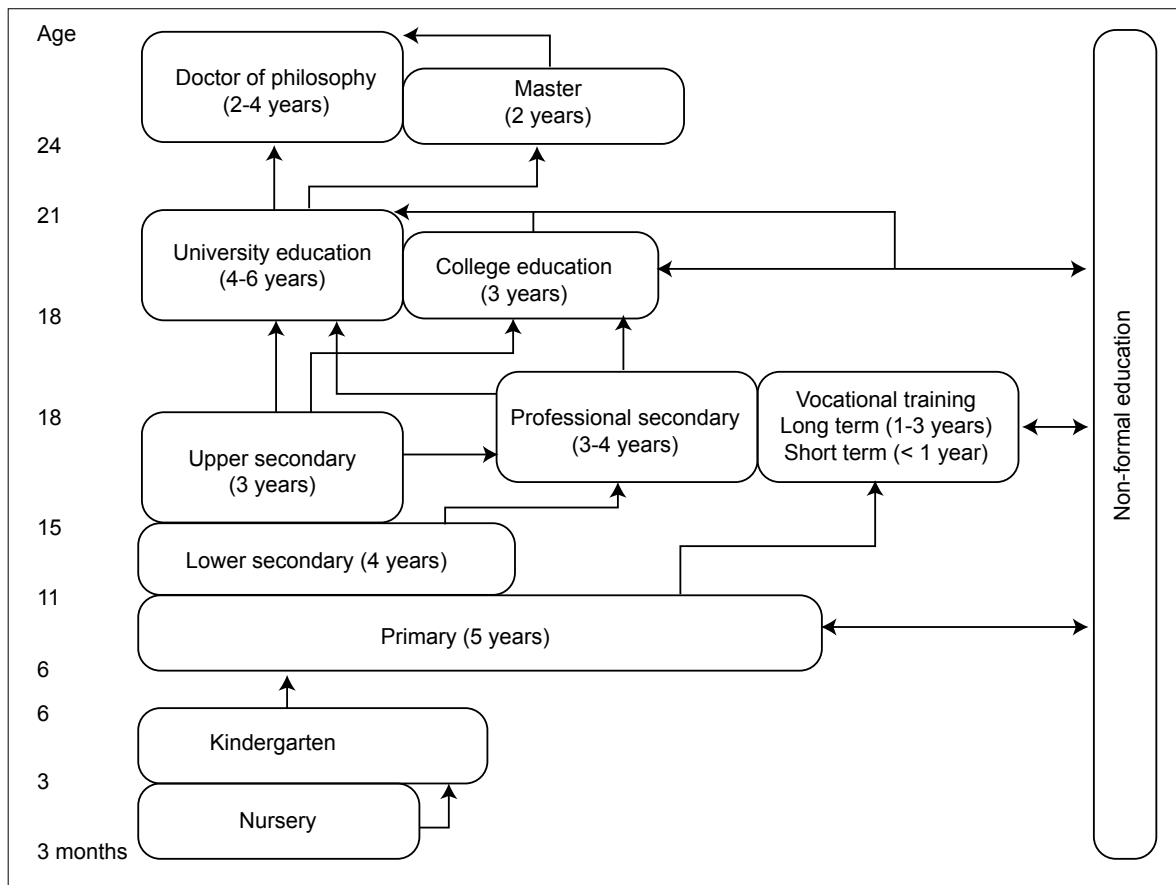 Age
Doctor of philosophy
(2-4 years)
Master
(2 years)
24
21
University education
(4-6 years)
College education
(3 years)
18
18
Upper secondary
(3 years)
Professional secondary
(3-4 years)
Vocational training
Long term (1-3 years)
Short term (< 1 year)
15
Lower secondary (4 years)
11
Primary (5 years)
6
6
Kindergarten
3
Nursery
3 months
Non-formal education